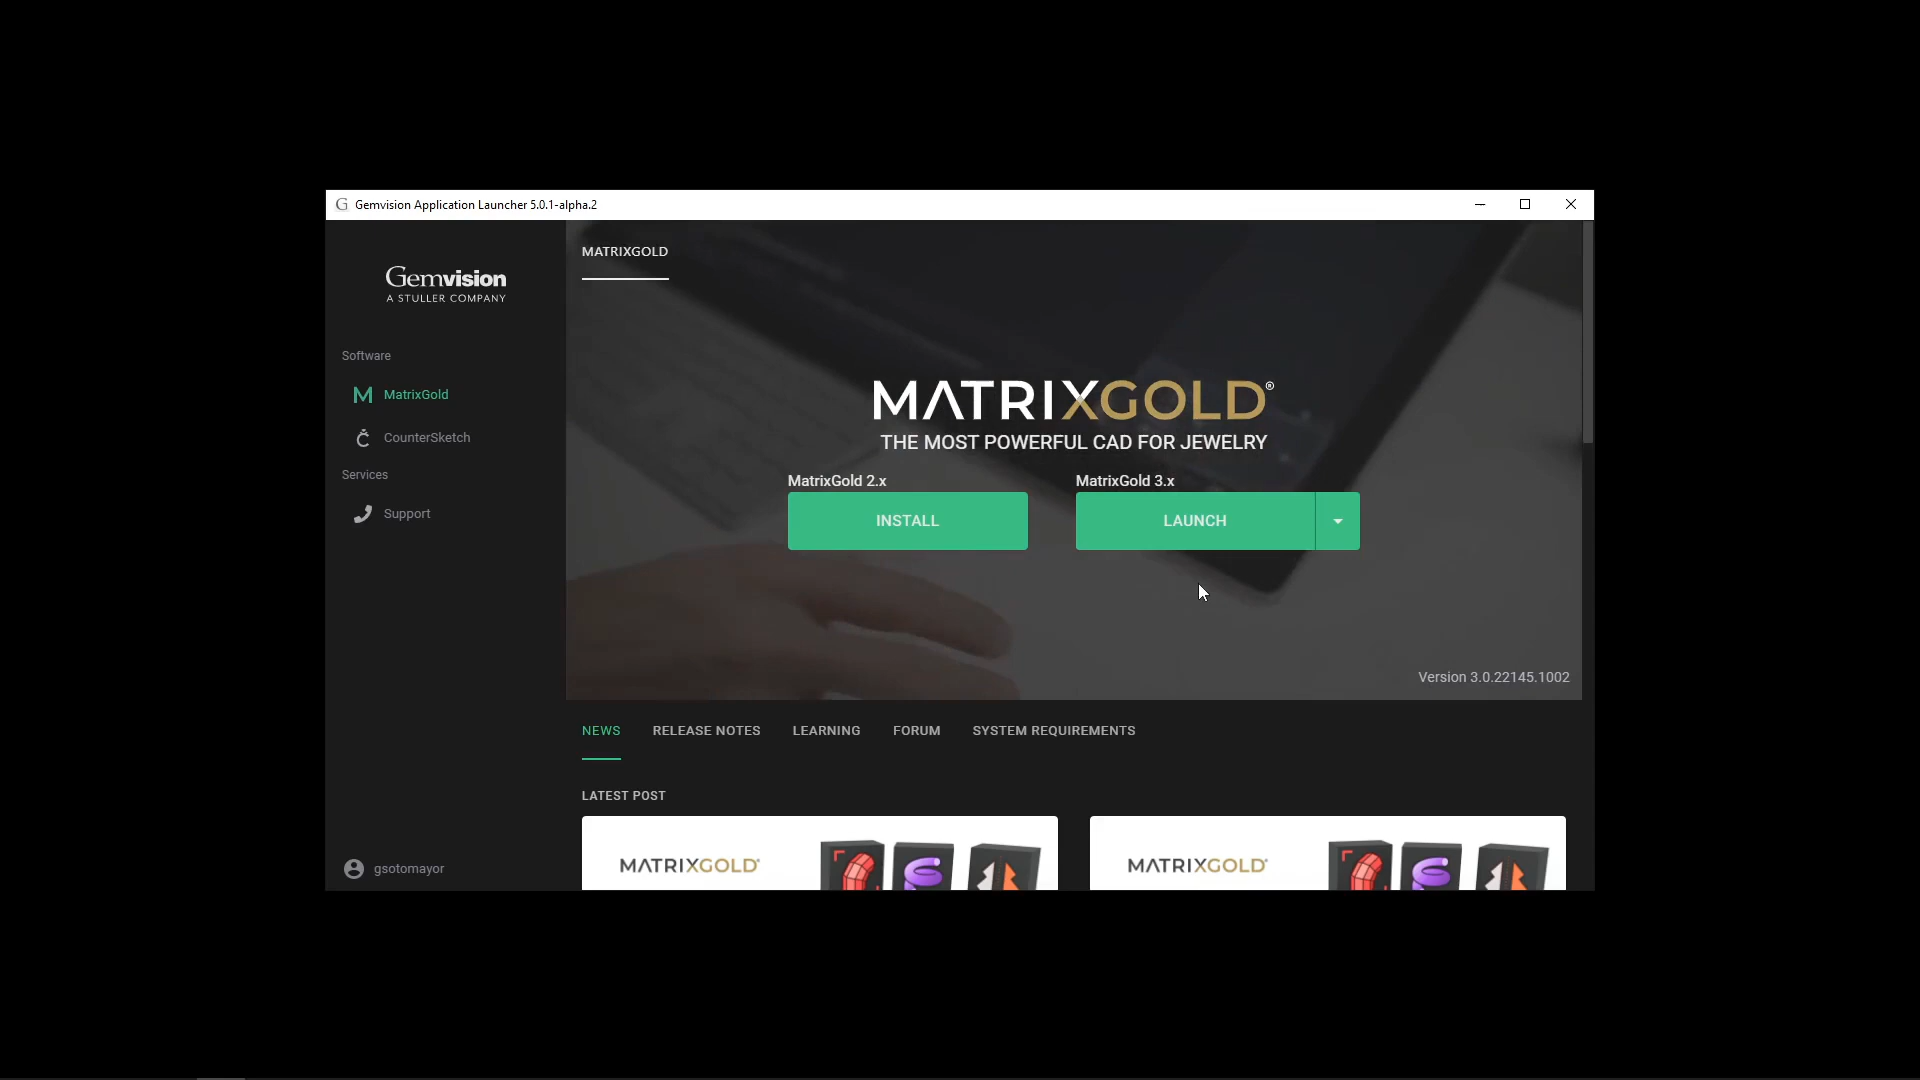 G Gemvision Application Launcher 5.0.1-alpha.2
Gemvision
A STULLER COMPANY
Software
MatrixGold
CounterSketch
Services
Support
gsotomayor
MATRIXGOLD
MATRIXGOLD®
THE MOST POWERFUL CAD FOR JEWELRY
MatrixGold 2.x
INSTALL
MatrixGold 3.x
LAUNCH
Version 3.0.22145.1002
NEWS RELEASE NOTES LEARNING FORUM SYSTEM REQUIREMENTS
LATEST POST
MATRIXGOLD®
MATRIXGOLD®